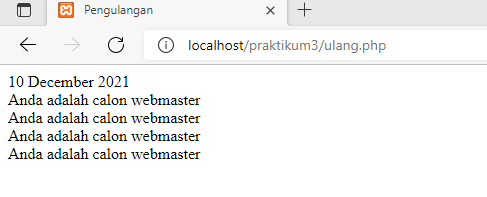 Pengulangan
localhost/praktikum3/ulang.php
10 December 2021
Anda adalah calon webmaster
Anda adalah calon webmaster
Anda adalah calon webmaster
Anda adalah calon webmaster